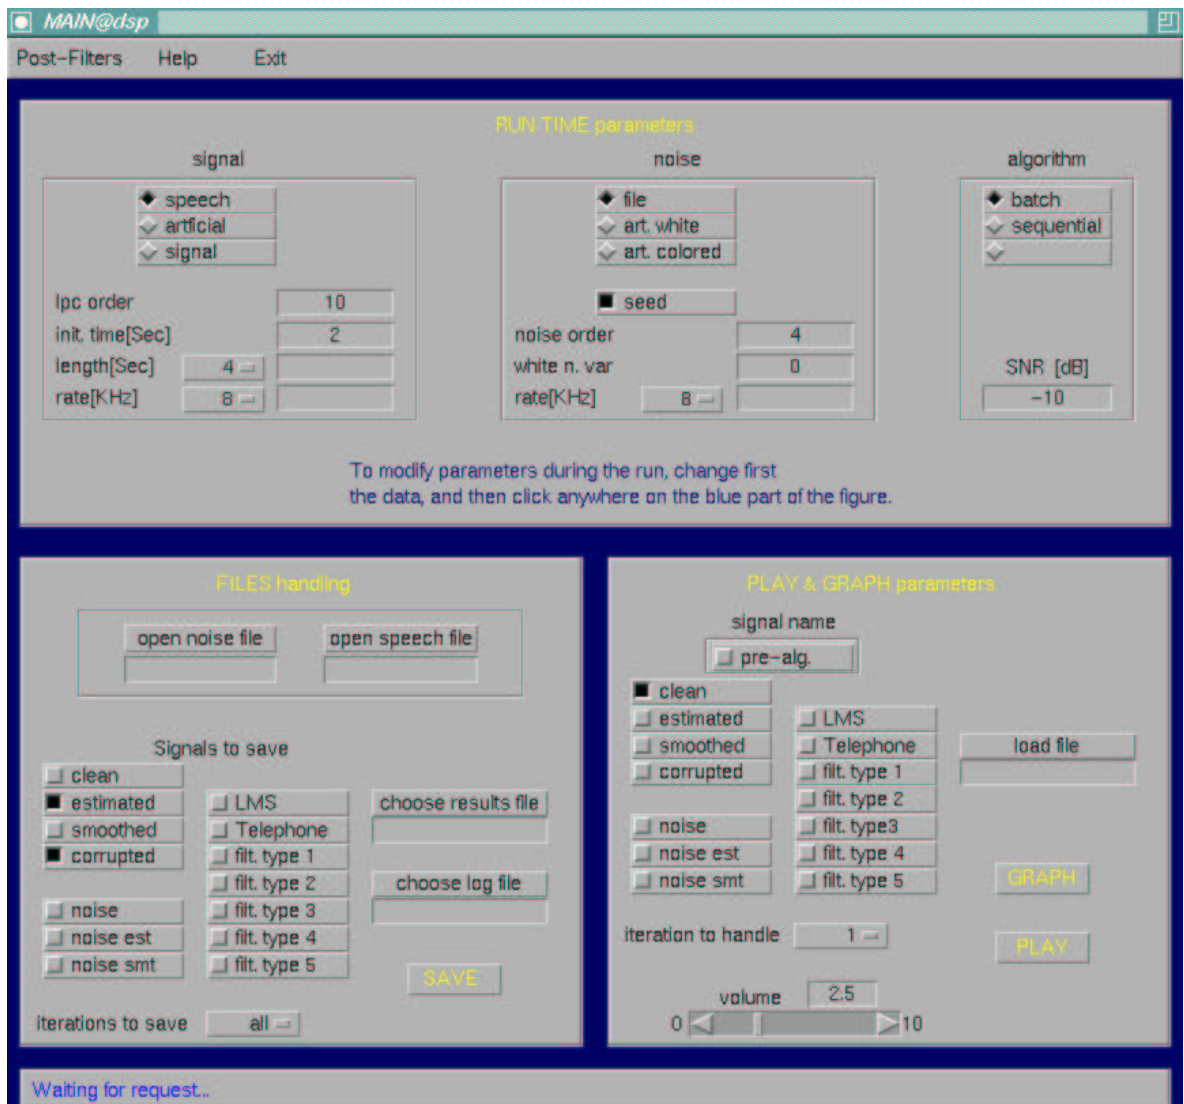 MAIN@dsp
Post-Filters Help Exit
RUN TIME parameters
signal noise algorithm
speech file batch
artficial art. white sequential
signal art. colored
seed
lpc order 10
init. time[Sec] 2
length[Sec] 4
rate[KHz] 8
noise order 4
white n. var 0
rate[KHz] 8
SNR [dB]
-10
To modify parameters during the run, change first
the data, and then click anywhere on the blue part of the figure.
FILES handling
open noise file open speech file
Signals to save
clean
estimated
smoothed
corrupted
noise
noise est
noise smt
LMS
Telephone
filt. type 1
filt. type 2
filt. type 3
filt. type 4
filt. type 5
choose results file
choose log file
SAVE
iterations to save all
PLAY & GRAPH parameters
signal name
pre-alg.
clean
estimated
smoothed
corrupted
noise
noise est
noise smt
LMS
Telephone
filt. type 1
filt. type 2
filt. type3
filt. type 4
filt. type 5
load file
GRAPH
PLAY
iteration to handle 1
volume 2.5
0 10
Waiting for request...